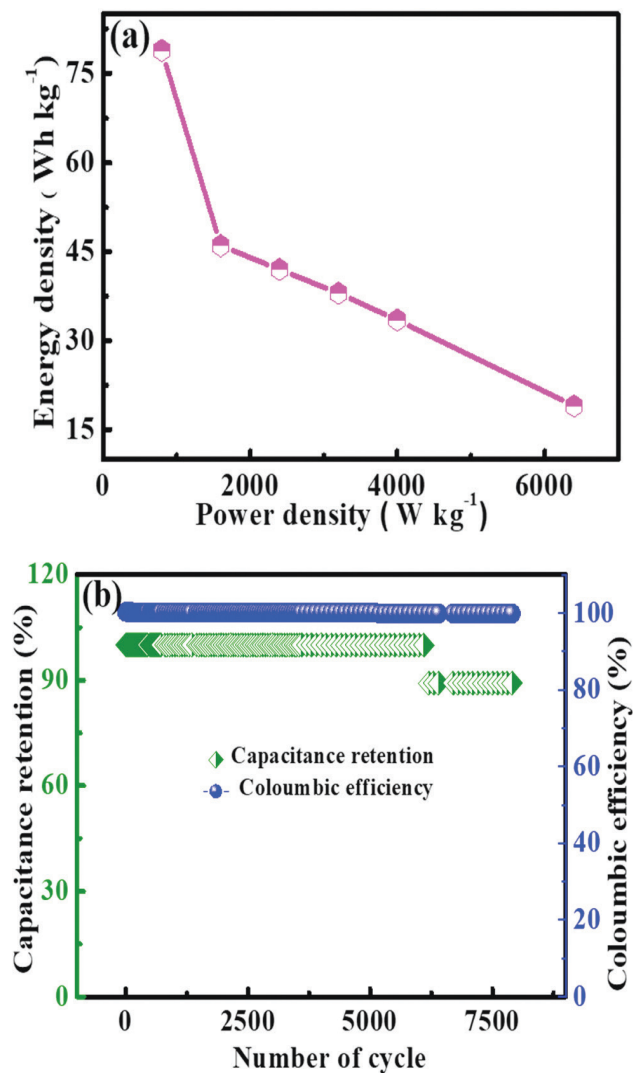 (a)
Energy density ( Wh kg-1)
75
60
45
30
15
0 2000 4000 6000
Power density ( W kg-1)
(b)
Capacitance retention (%)
120
90
60
30
0
Capacitance retention
Coloumbic efficiency
100
80
60
40
20
0
Coloumbic efficiency (%)
0 2500 5000 7500
Number of cycle